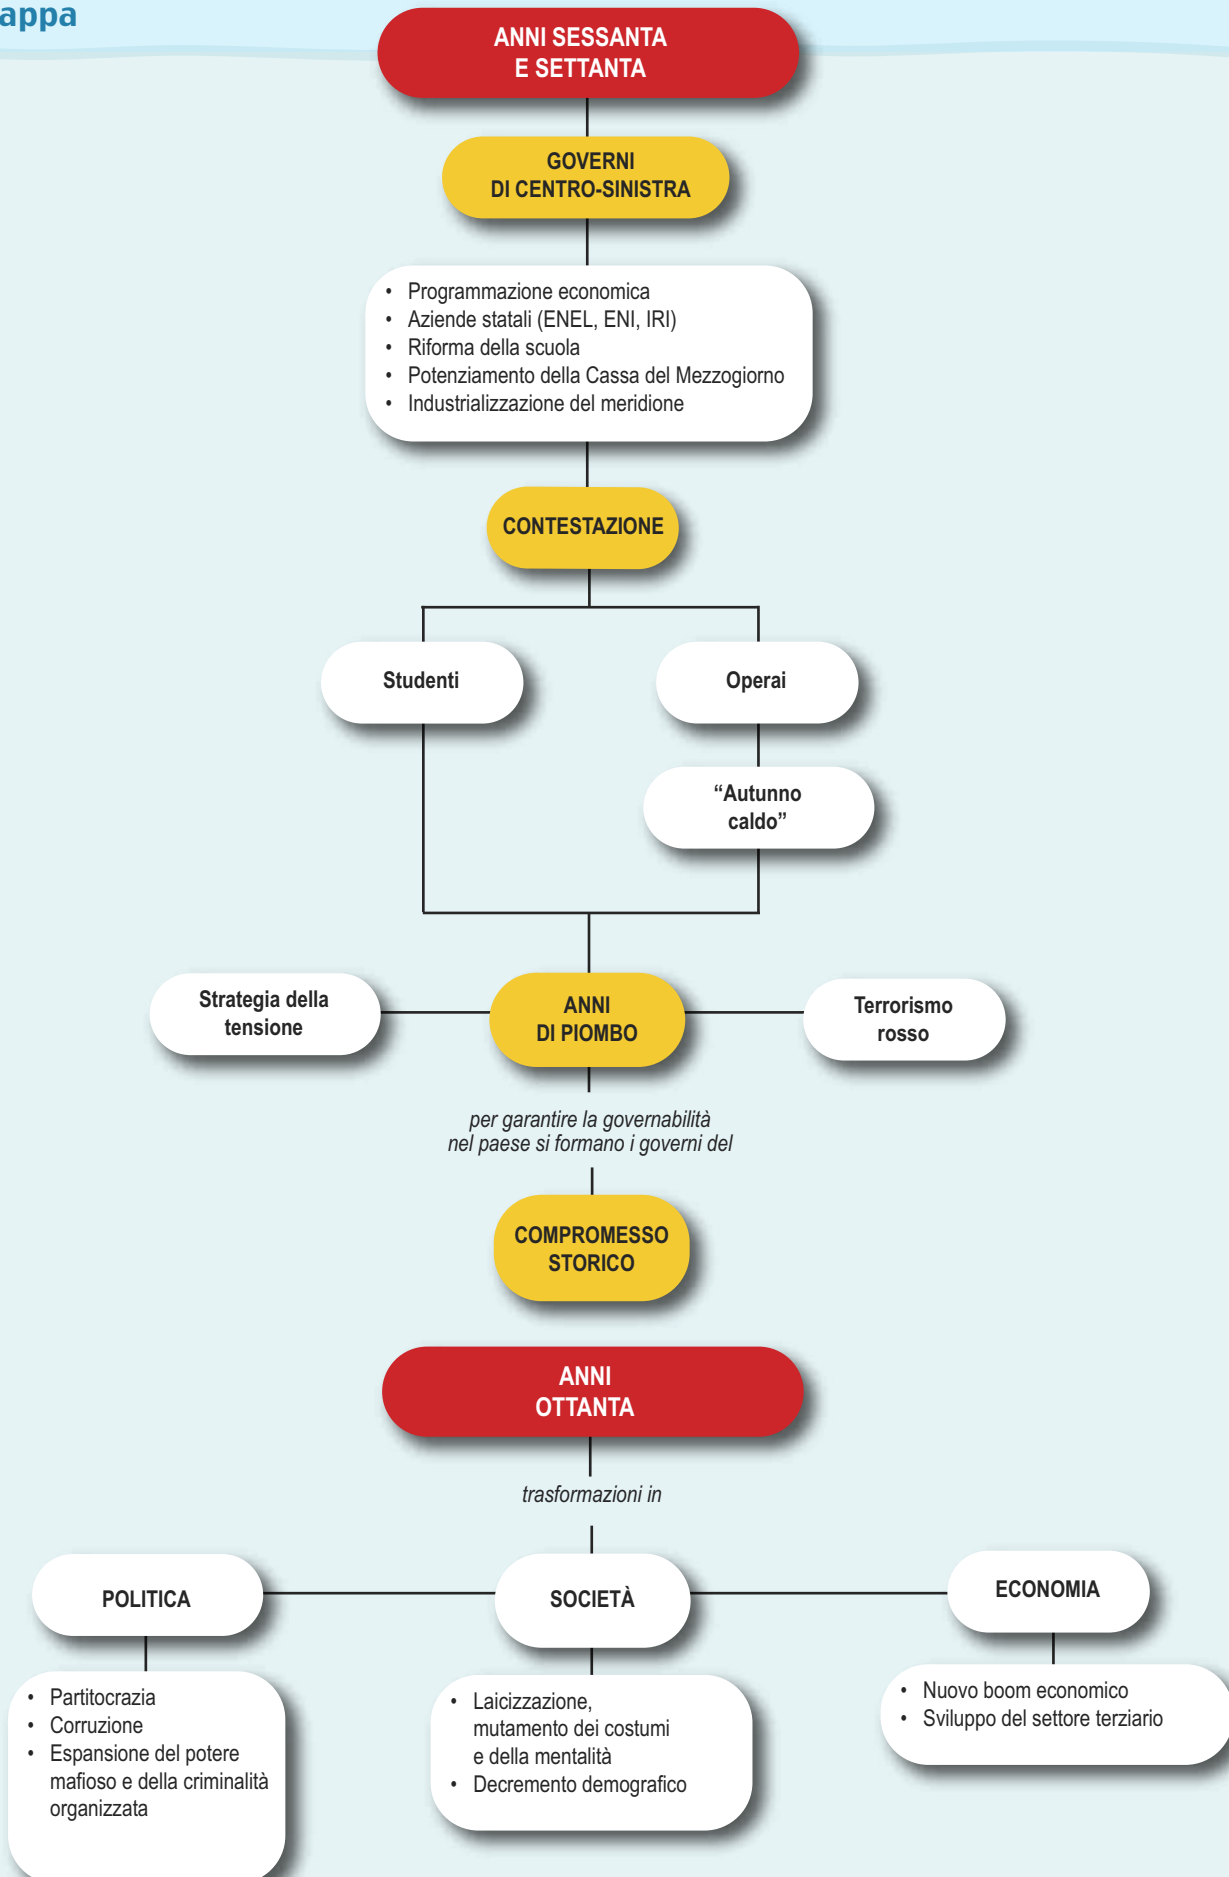 appa
ANNI SESSANTA
E SETTANTA
GOVERNI
DI CENTRO-SINISTRA
• Programmazione economica
• Aziende statali (ENEL, ENI, IRI)
• Riforma della scuola
• Potenziamento della Cassa del Mezzogiorno
• Industrializzazione del meridione
CONTESTAZIONE
Studenti
Operai
“Autunno
caldo”
Strategia della
tensione
ANNI
DI PIOMBO
Terrorismo
rosso
per garantire la governabilità
nel paese si formano i governi del
COMPROMESSO
STORICO
ANNI
OTTANTA
trasformazioni in
POLITICA
SOCIETÀ
ECONOMIA
• Partitocrazia
• Corruzione
• Espansione del potere
mafioso e della criminalità
organizzata
• Laicizzazione,
mutamento dei costumi
e della mentalità
• Decremento demografico
• Nuovo boom economico
• Sviluppo del settore terziario